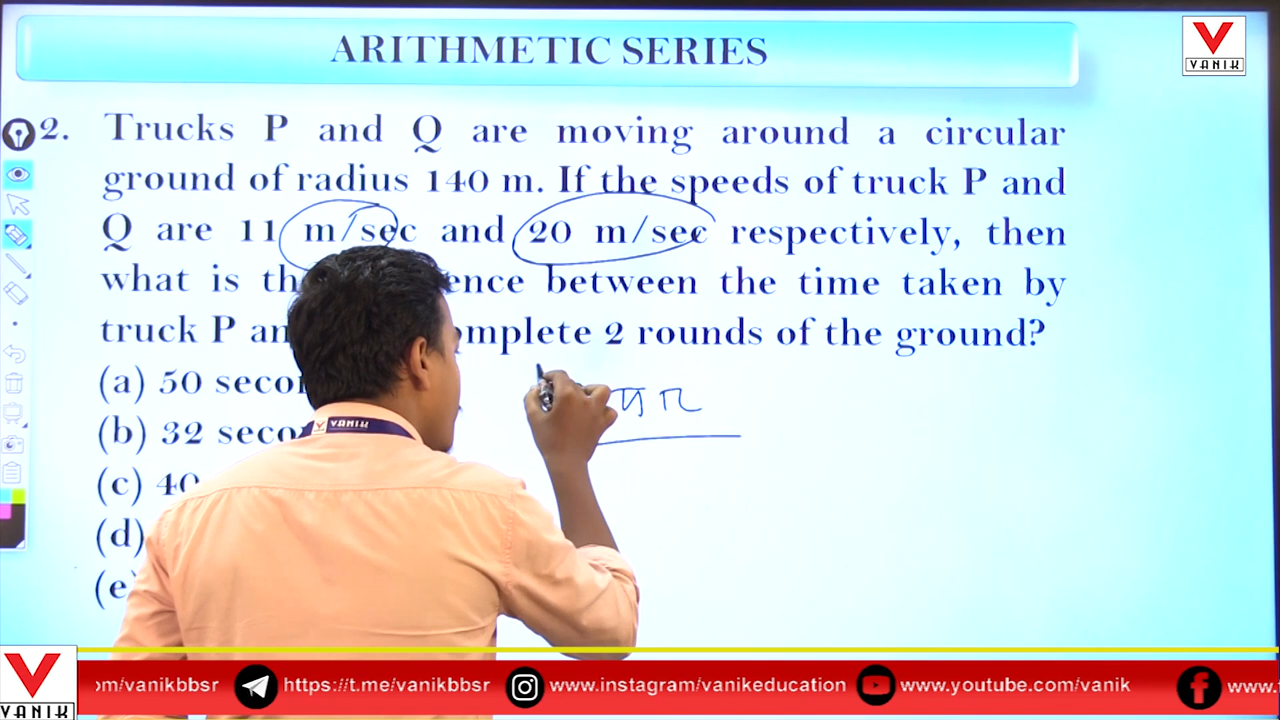 ARITHMETIC SERIES
VANIK
2. Trucks P and Q are moving around a circular
ground of radius 140 m. If the speeds of truck P and
Q are 11 m/sec and 20 m/sec respectively, then
what is th ence between the time taken by
truck P an omplete 2 rounds of the ground?
(a) 50 seco
(b) 32 seco
(c) 40
(d)
(e)
VANIK
VANIK
om/vanikbbsr
https://t.me/vanikbbsr
www.instagram/vanikeducation
www.youtube.com/vanik
www.